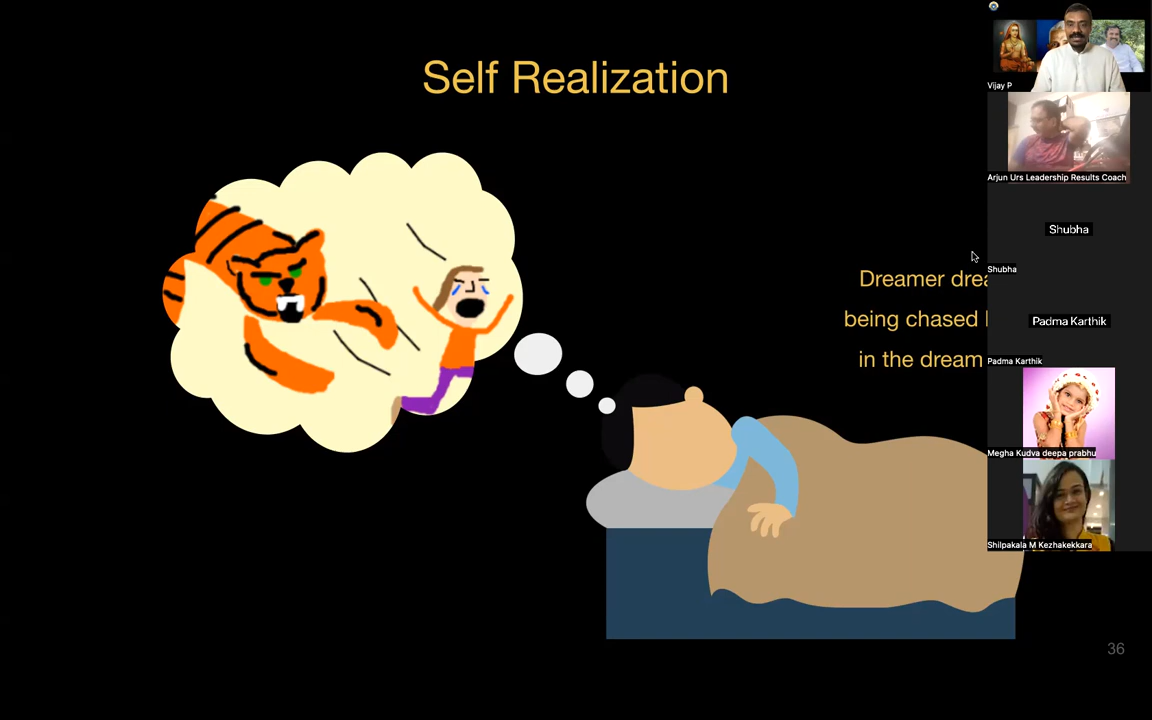 Self Realization
Dreamer
being chased
in the dream
36
Vijay P
Arjun Urs Leadership Results Coach
Shubha
Shubha
Padma Karthik
Padma Karthik
Megha Kudva deepa prabhu
Shilpakala M Kezhakekkara